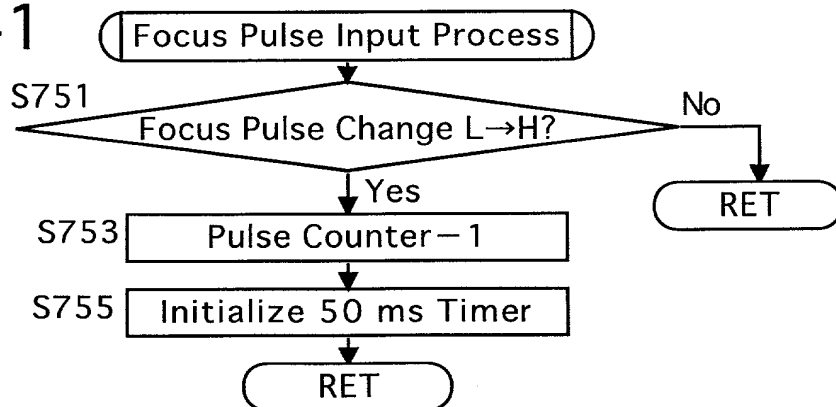 -1
Focus Pulse Input Process
S751
Focus Pulse Change L→H?
No
Yes
RET
S753
Pulse Counter−1
S755
Initialize 50 ms Timer
RET